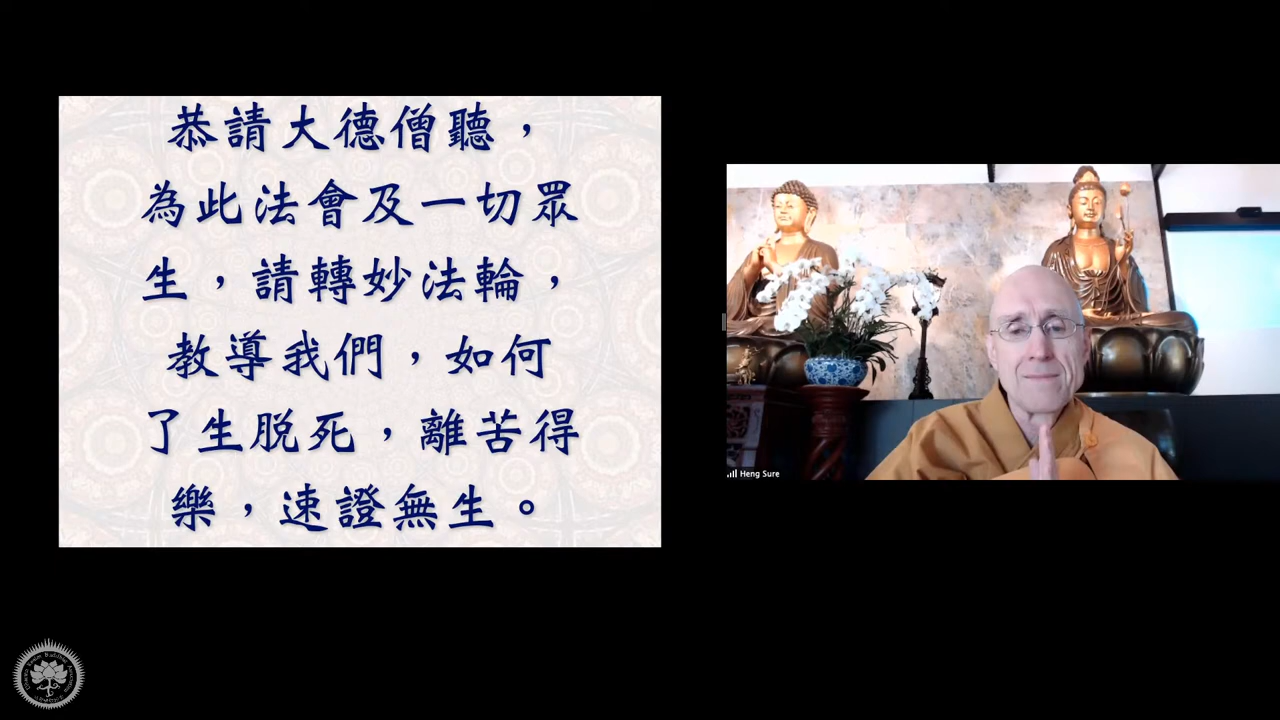 恭請大德僧聽，
為此法會及一切眾
生，請轉妙法輪，
教導我們，如何
了生脱死，離苦得
樂，速證無生。
Heng Sure